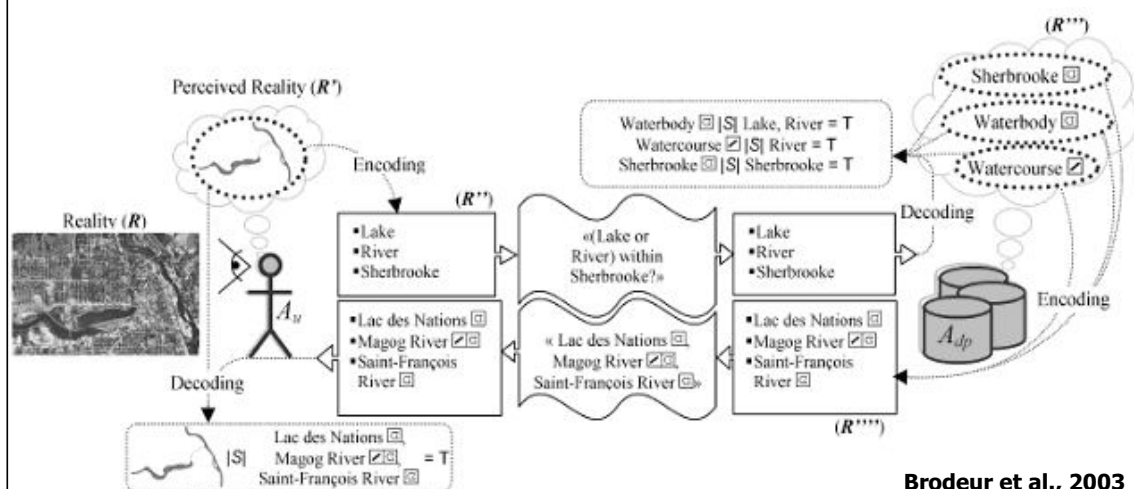 (R''')
Sherbrooke
Waterbody
Watercourse
Perceived Reality (R')
Encoding
Waterbody |S| Lake, River = T
Watercourse |S| River = T
Sherbrooke |S| Sherbrooke = T
Decoding
Reality (R)
(R'')
▪Lake
▪River
▪Sherbrooke
«(Lake or
River) within
Sherbrooke?»
▪Lake
▪River
▪Sherbrooke
Encoding
A_u
A_dp
▪Lac des Nations
▪Magog River
▪Saint-François
River
« Lac des Nations ,
Magog River ,
Saint-François River »
▪Lac des Nations
▪Magog River
▪Saint-François
River
(R'''')
Decoding
|S|
Lac des Nations ,
Magog River , = T
Saint-François River
Brodeur et al., 2003